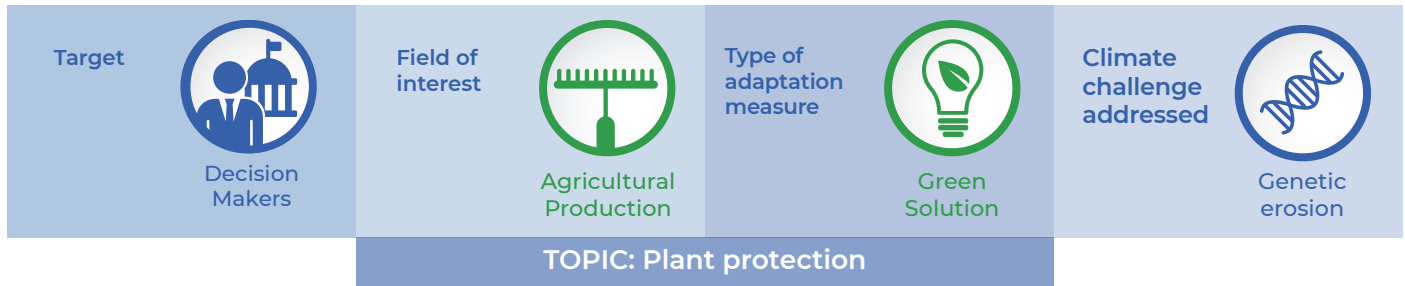 Target
Decision
Makers
Field of
interest
Agricultural
Production
Type of
adaptation
measure
Green
Solution
Climate
challenge
addressed
Genetic
erosion
TOPIC: Plant protection